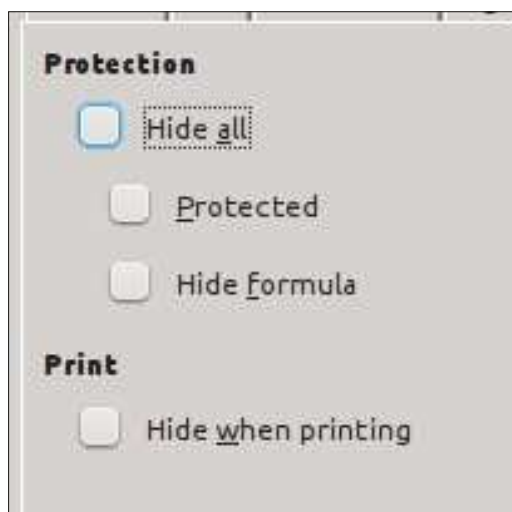 Protection
Hide all
Protected
Hide formula
Print
Hide when printing